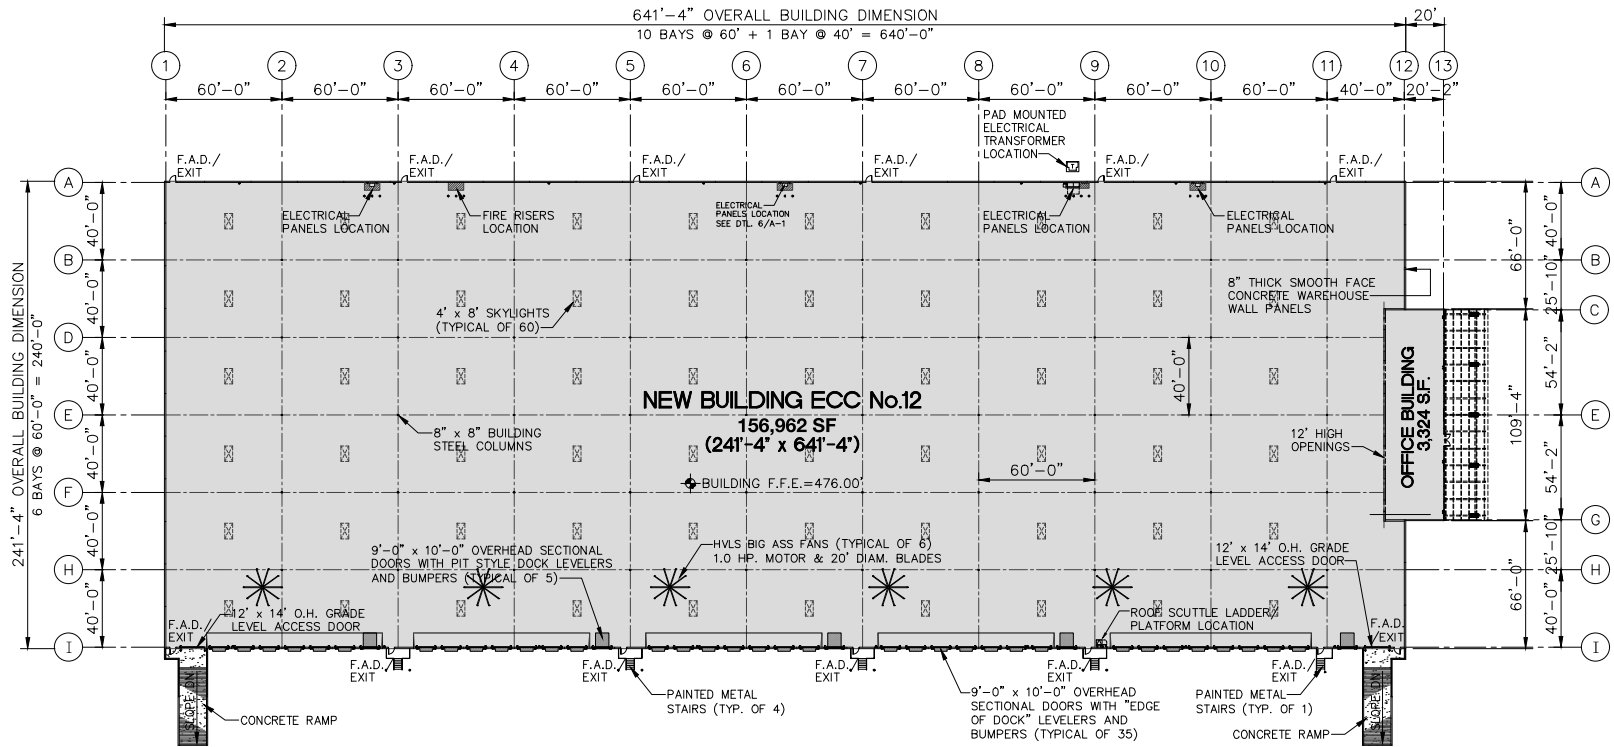 641'-4" OVERALL BUILDING DIMENSION
20'
10 BAYS @ 60' + 1 BAY @ 40' = 640'-0"
1 2 3 4 5 6 7 8 9 10 11 12 13
60'-0" 60'-0" 60'-0" 60'-0" 60'-0" 60'-0" 60'-0" 60'-0" 60'-0" 60'-0" 40'-0" 20'-2"
PAD MOUNTED
ELECTRICAL
TRANSFORMER
LOCATION
T
F.A.D./
EXIT
F.A.D./
EXIT
F.A.D./
EXIT
F.A.D./
EXIT
F.A.D./
EXIT
F.A.D./
EXIT
A
B
D
E
F
H
I
A
B
C
E
G
H
I
241'-4" OVERALL BUILDING DIMENSION
6 BAYS @ 60'-0" = 240'-0"
40'-0"
40'-0"
40'-0"
40'-0"
40'-0"
40'-0"
ELECTRICAL
PANELS LOCATION
FIRE RISERS
LOCATION
ELECTRICAL
PANELS LOCATION
SEE DTL. 6/A-1
ELECTRICAL
PANELS LOCATION
ELECTRICAL
PANELS LOCATION
4' x 8' SKYLIGHTS
(TYPICAL OF 60)
8" THICK SMOOTH FACE
CONCRETE WAREHOUSE
WALL PANELS
66'-0"
109'-4"
66'-0"
40'-0"
25'-10"
54'-2"
54'-2"
25'-10"
40'-0"
40'-0"
NEW BUILDING ECC No.12
156,962 SF
(241'-4" X 641'-4")
8" x 8" BUILDING
STEEL COLUMNS
12' HIGH
OPENINGS
OFFICE BUILDING
3,324 S.F.
60'-0"
BUILDING F.F.E.=476.00'
9'-0" x 10'-0" OVERHEAD SECTIONAL
DOORS WITH PIT STYLE DOCK LEVELERS
AND BUMPERS (TYPICAL OF 5)
HVLS BIG ASS FANS (TYPICAL OF 6)
1.0 HP. MOTOR & 20' DIAM. BLADES
12' x 14' O.H. GRADE
LEVEL ACCESS DOOR
12' x 14' O.H. GRADE
LEVEL ACCESS DOOR
ROOF SCUTTLE LADDER/
PLATFORM LOCATION
F.A.D./
EXIT
F.A.D.
/EXIT
F.A.D./
EXIT
F.A.D./
EXIT
F.A.D./
EXIT
F.A.D./
EXIT
F.A.D./
EXIT
PAINTED METAL
STAIRS (TYP. OF 4)
9'-0" x 10'-0" OVERHEAD
SECTIONAL DOORS WITH "EDGE
OF DOCK" LEVELERS AND
BUMPERS (TYPICAL OF 35)
PAINTED METAL
STAIRS (TYP. OF 1)
SLOPE DN
CONCRETE RAMP
CONCRETE RAMP
SLOPE DN